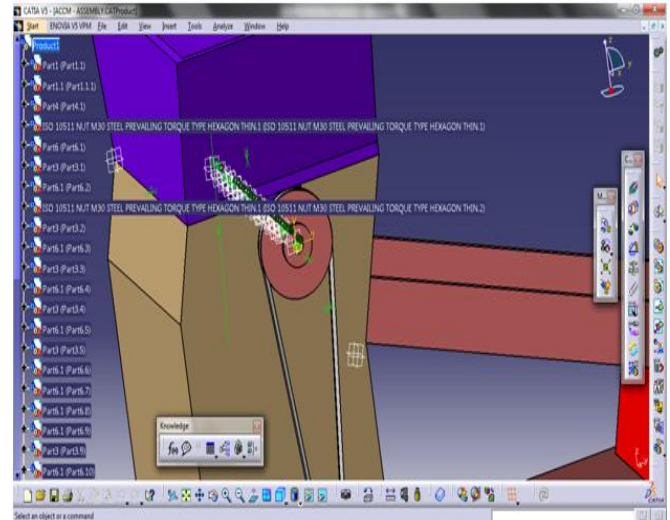 CATIA V5 - [ACCM - ASSEMBLY.CATProduct]
Start ENOVIA V5 VPM File Edit View Insert Tools Analyze Window Help
Product1
Part1 (Part1.1)
Part1.1 (Part1.1.1)
Part4 (Part4.1)
ISO 10511 NUT M30 STEEL PREVAILING TORQUE TYPE HEXAGON THIN.1 (ISO 10511 NUT M30 STEEL PREVAILING TORQUE TYPE HEXAGON THIN.1)
Part6 (Part6.1)
Part3 (Part3.1)
Part6.1 (Part6.2)
ISO 10511 NUT M30 STEEL PREVAILING TORQUE TYPE HEXAGON THIN.1 (ISO 10511 NUT M30 STEEL PREVAILING TORQUE TYPE HEXAGON THIN.2)
Part3 (Part3.2)
Part6.1 (Part6.3)
Part3 (Part3.3)
Part6.1 (Part6.4)
Part3 (Part3.4)
Part6.1 (Part6.5)
Part3 (Part3.5)
Part6.1 (Part6.6)
Part6.1 (Part6.7)
Part6.1 (Part6.8)
Part6.1 (Part6.9)
Part3 (Part3.9)
Part6.1 (Part6.10)
C...
M...
Knowledge
CATIA
Select an object or a command